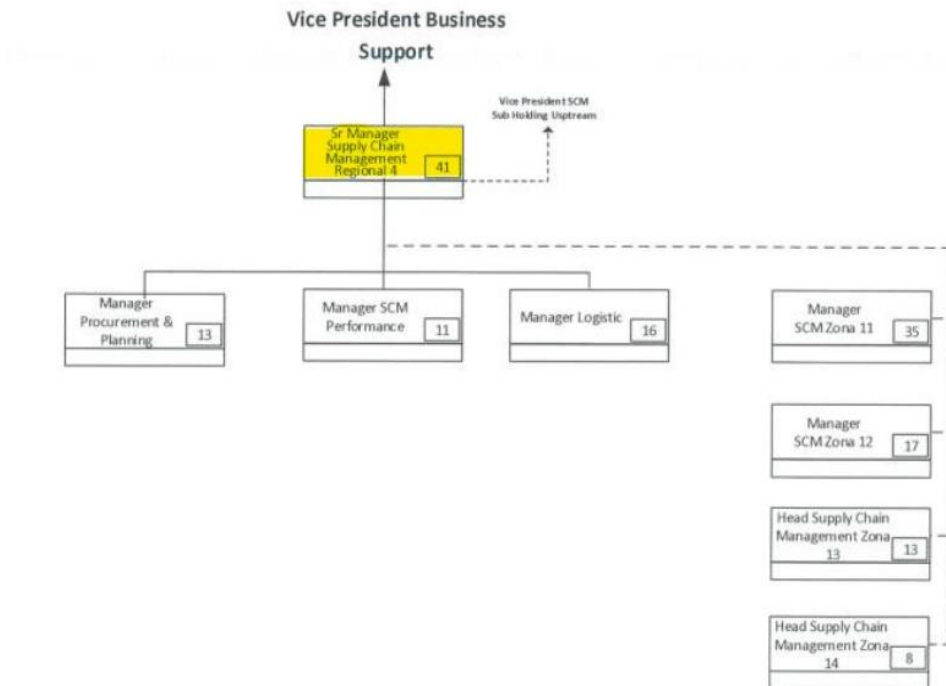 Vice President Business
Support
Vice President SCM
Sub Holding Usptream
Sr Manager
Supply Chain
Management
Regional 4
41
Manager
Procurement &
Planning
13
Manager SCM
Performance
11
Manager Logistic
16
Manager
SCM Zona 11
35
Manager
SCM Zona 12
17
Head Supply Chain
Management Zona
13
13
Head Supply Chain
Management Zona
14
8